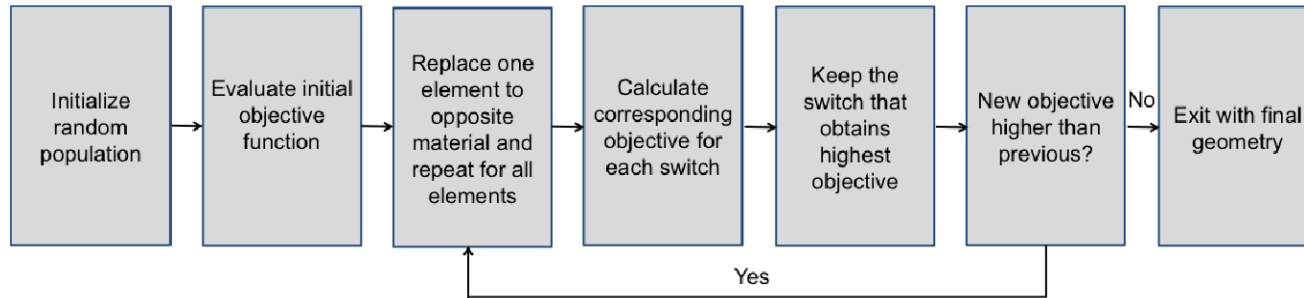 Initialize
random
population
Evaluate initial
objective
function
Replace one
element to
opposite
material and
repeat for all
elements
Calculate
corresponding
objective for
each switch
Keep the
switch that
obtains
highest
objective
New objective
higher than
previous?
No
Exit with final
geometry
Yes